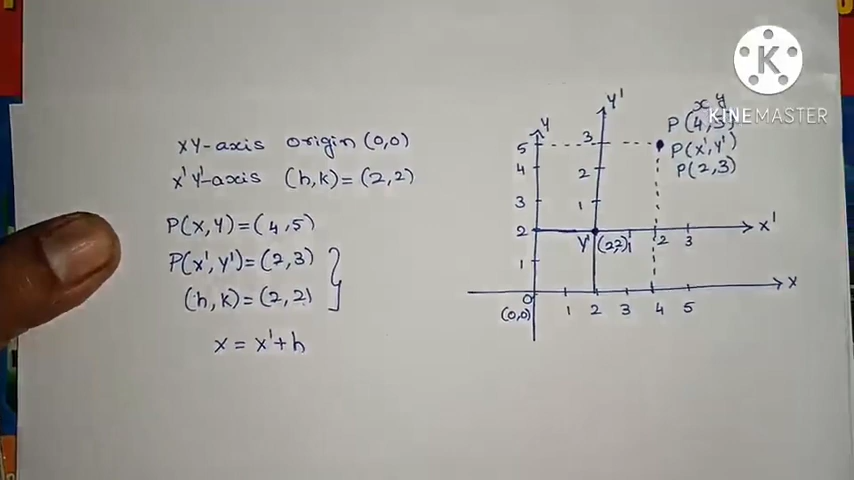 XY-axis origin (0,0)
X'Y'-axis (h,k)=(2,2)
P(X,Y)=(4,5)
P(X',Y')=(2,3)
(h,k)=(2,2)
X = X'+h
Y
Y'
x y
P(4,5)
P(X',Y')
P(2,3)
5
4
3
2
1
3
2
1
Y' (2,2)
1 2 3
X'
0
(0,0)
1 2 3 4 5
X
K
KINEMASTER